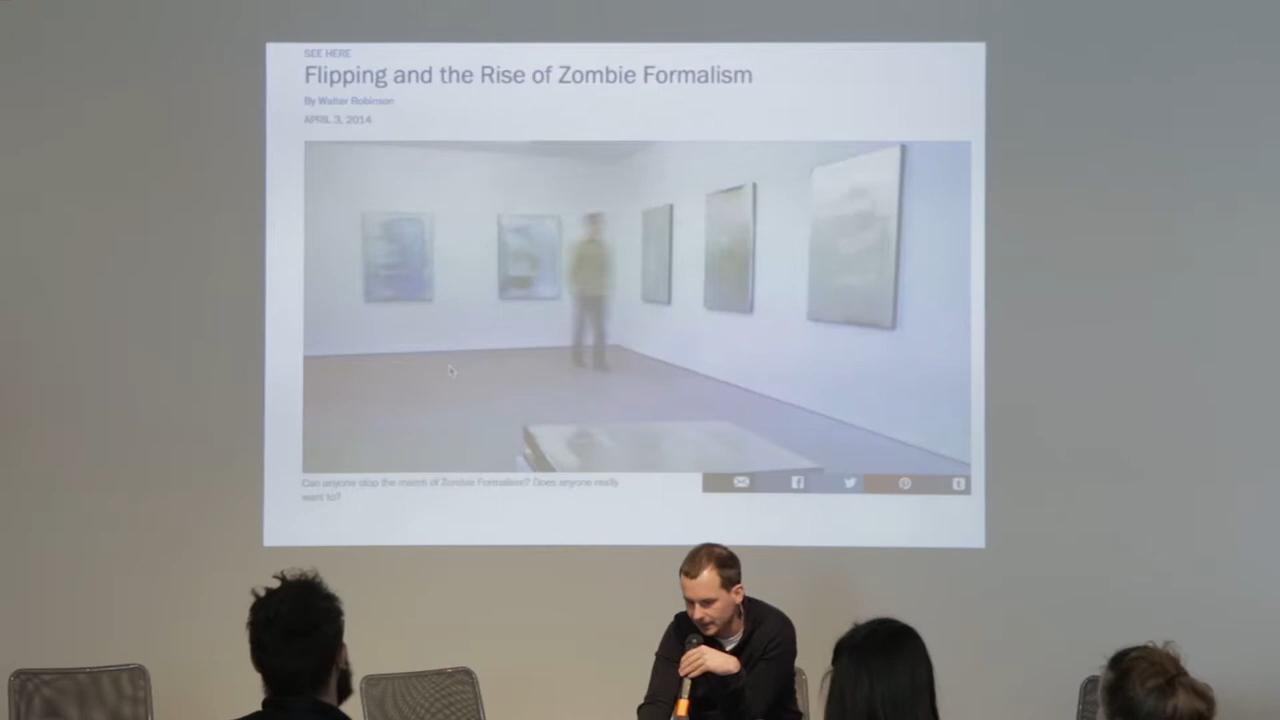 SEE HERE
Flipping and the Rise of Zombie Formalism
By Walter Robinson
APRIL 3, 2014
Can anyone stop the march of Zombie Formalism? Does anyone really
want to?